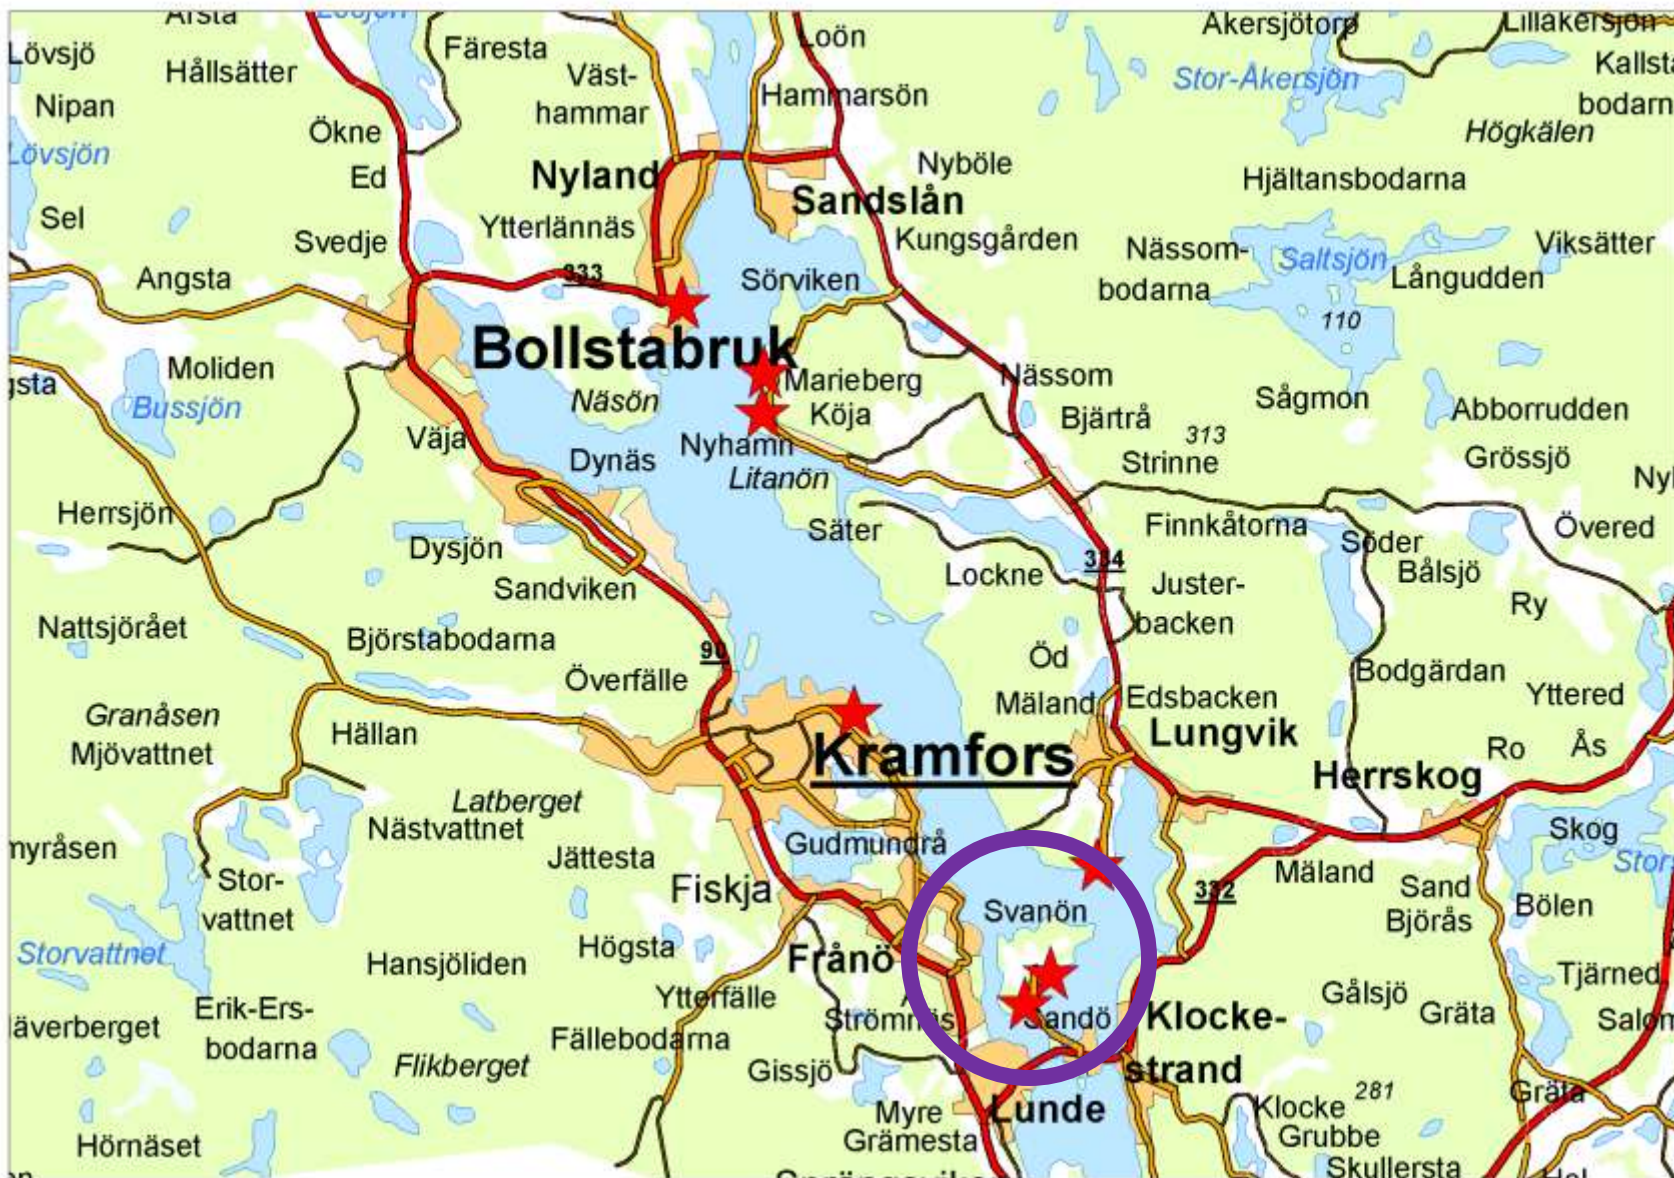 Lövsjö
Hållsätter
Färesta
Väst-
hammar
Loön
Hammarsön
Åkersjötorp
Lillåkersjön
Stor-Åkersjön
Nipan
Ökne
Högkälen
Lövsjön
Ed
Nyland
Nyböle
Hjältansbodarna
Sandslån
Sel
Svedje
Ytterlännäs
Kungsgården
Nässom-
bodarna
Saltsjön
Viksätter
Långudden
Angsta
333
Sörviken
110
Bollstabruk
Moliden
Bussjön
Näsön
Marieberg
Köja
Nässom
Bjärtrå
Sågmon
Abborrudden
Väja
Dynäs
Nyhamn
Litanön
313
Strinne
Grössjö
Herrsjön
Dysjön
Säter
Finnkåtorna
Söder
Övered
Bålsjö
Sandviken
Lockne
334
Juster-
backen
Ry
Nattsjöraet
Björstabodarna
90
Överfälle
Öd
Bodgärdan
Granåsen
Mjövattnet
Hällan
Mäland
Edsbacken
Yttered
Kramfors
Lungvik
Ro
Ås
Herrskog
Latberget
Nästvattnet
Jättesta
Gudmundrå
Skog
Stor-
vattnet
Fiskja
Svanön
332
Mäland
Sand
Björås
Bölen
Storvattnet
Hansjöliden
Högsta
Frånö
Tjärned
Erik-Ers-
bodarna
Ytterfälle
Strömnäs
Sandö
Klocke-
strand
Gålsjö
Gräta
Fällebodarna
Flikberget
Gissjö
Lunde
Myre
Grämesta
Klocke
281
Grubbe
Gräta
Hörnäset
Skullersta